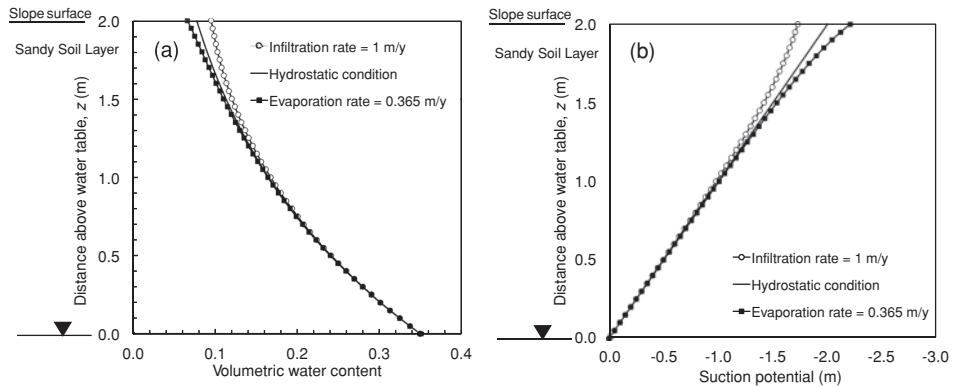 Slope surface
2.0
(a)
Infiltration rate = 1 m/y
Sandy Soil Layer
Hydrostatic condition
Evaporation rate = 0.365 m/y
1.5
Distance above water table, z (m)
1.0
0.5
0.0
0.0 0.1 0.2 0.3 0.4
Volumetric water content
Slope surface
2.0
(b)
Sandy Soil Layer
1.5
Distance above water table, z (m)
1.0
Infiltration rate = 1 m/y
0.5
Hydrostatic condition
Evaporation rate = 0.365 m/y
0.0
0.0 -0.5 -1.0 -1.5 -2.0 -2.5 -3.0
Suction potential (m)